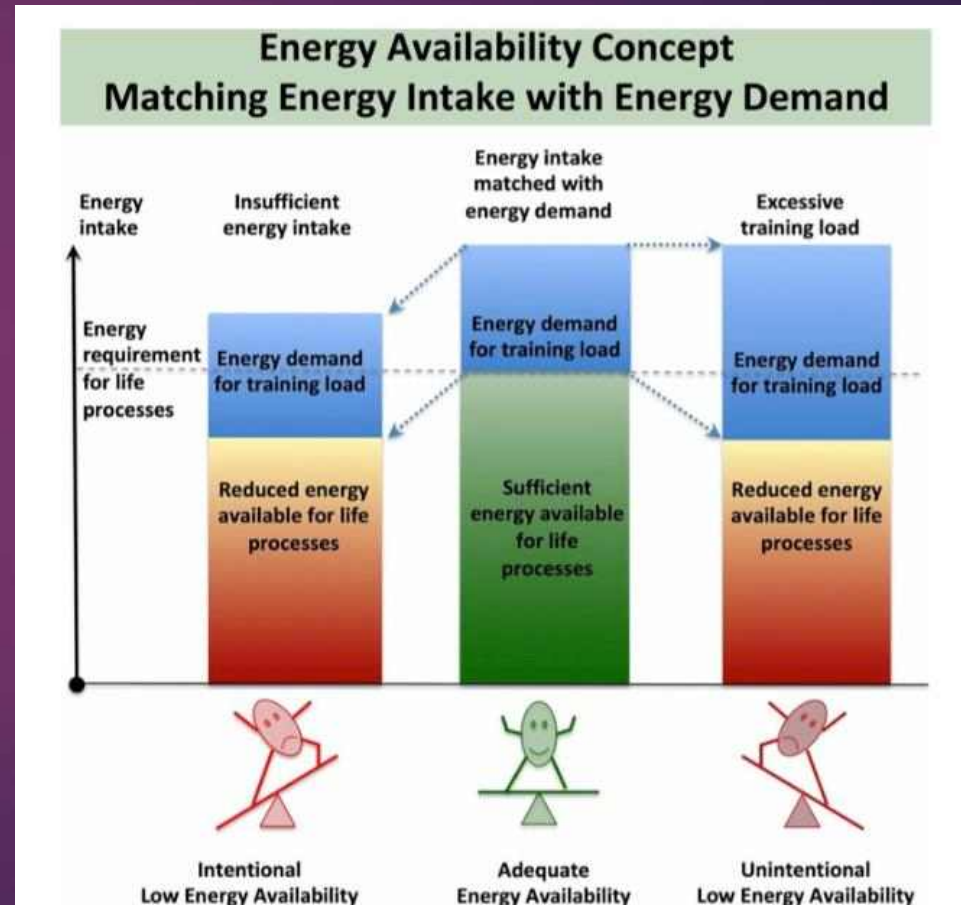 Energy Availability Concept
Matching Energy Intake with Energy Demand
Energy
intake
Insufficient
energy intake
Energy intake
matched with
energy demand
Excessive
training load
Energy
requirement
for life
processes
Energy demand
for training load
Energy demand
for training load
Energy demand
for training load
Reduced energy
available for life
processes
Sufficient
energy available
for life
processes
Reduced energy
available for life
processes
Intentional
Low Energy Availability
Adequate
Energy Availability
Unintentional
Low Energy Availability